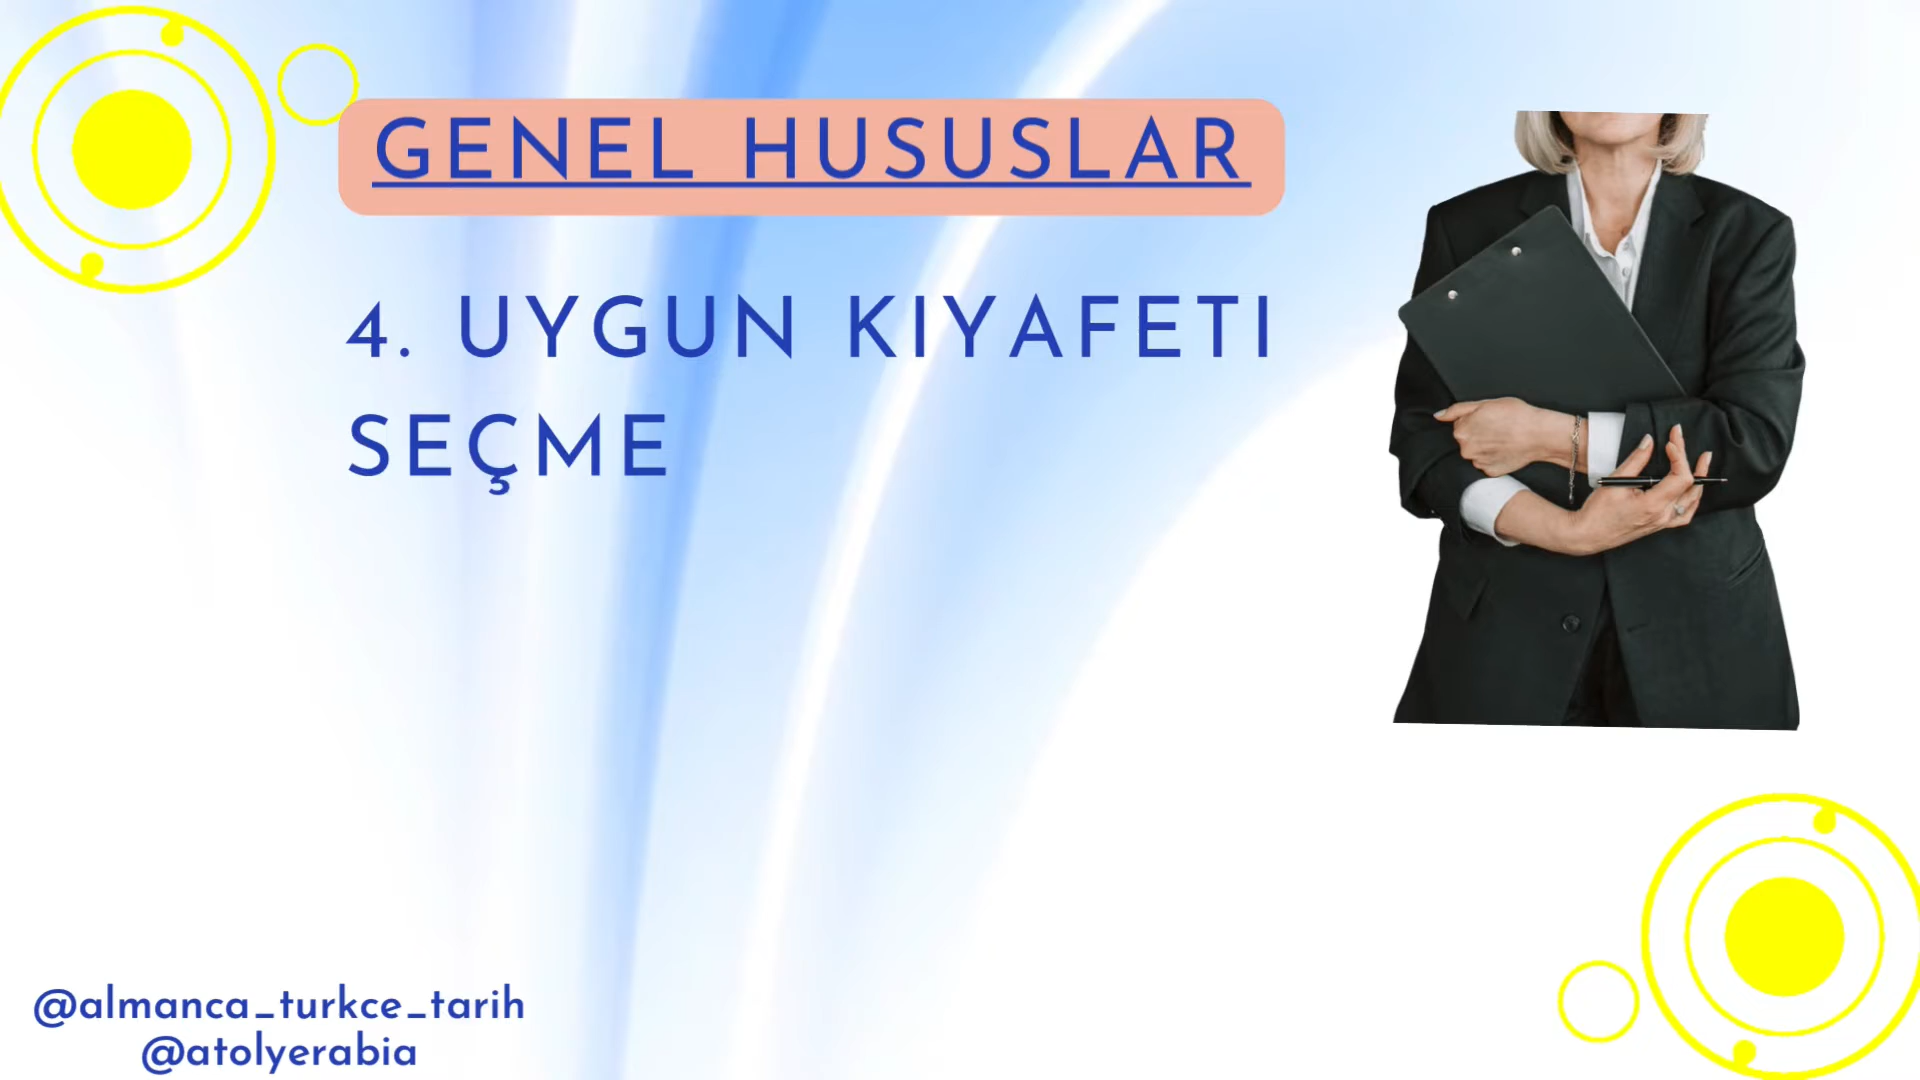 GENEL HUSUSLAR
4. UYGUN KIYAFETI
SEÇME
@almanca_turkce_tarih
@atolyerabia